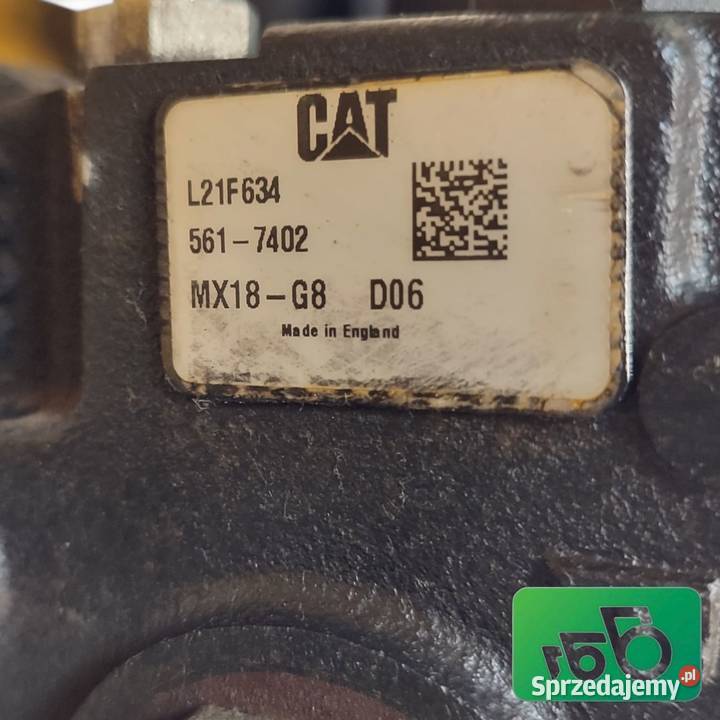 CAT
L21F634
561-7402
MX18-G8 D06
Made in England
Sprzedajemy.pl